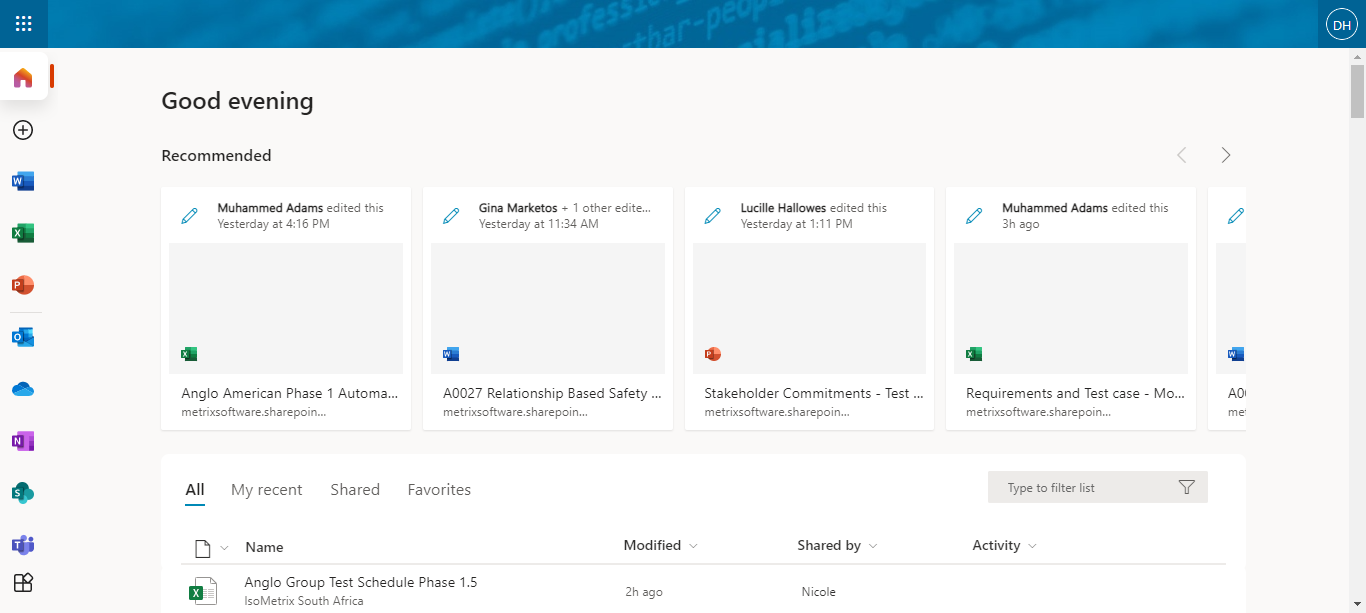 professio
rtbar-people
ialis
DH
Good evening
Recommended
Muhammed Adams edited this
Yesterday at 4:16 PM
Anglo American Phase 1 Automa...
metrixsoftware.sharepoin...
Gina Marketos + 1 other edite...
Yesterday at 11:34 AM
A0027 Relationship Based Safety ...
metrixsoftware.sharepoin...
Lucille Hallowes edited this
Yesterday at 1:11 PM
Stakeholder Commitments - Test ...
metrixsoftware.sharepoin...
Muhammed Adams edited this
3h ago
Requirements and Test case - Mo...
metrixsoftware.sharepoin...
A0
me
All My recent Shared Favorites
Type to filter list
Name Modified Shared by Activity
Anglo Group Test Schedule Phase 1.5
IsoMetrix South Africa
2h ago
Nicole